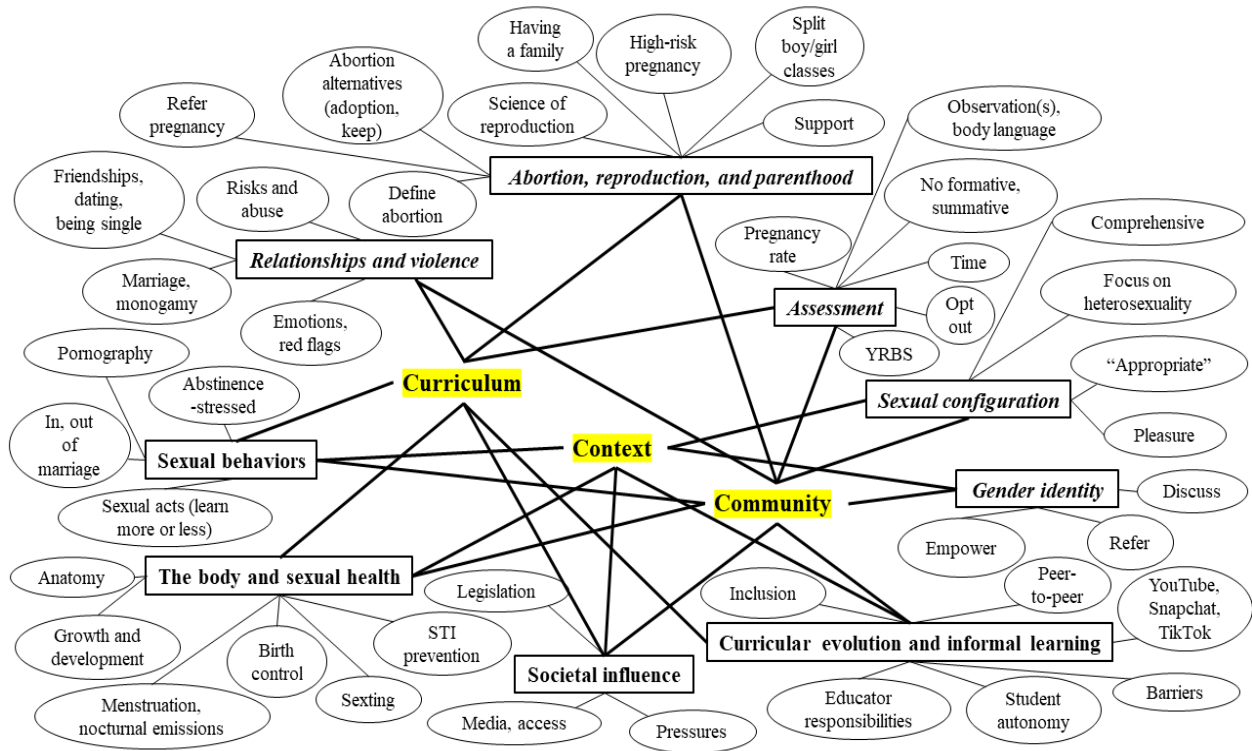 Having
a family
High-risk
pregnancy
Split
boy/girl
classes
Abortion
alternatives
(adoption,
keep)
Science of
reproduction
Support
Observation(s),
body language
Refer
pregnancy
Abortion, reproduction, and parenthood
Friendships,
dating,
being single
Risks and
abuse
Define
abortion
No formative,
summative
Comprehensive
Pregnancy
rate
Time
Relationships and violence
Marriage,
monogamy
Emotions,
red flags
Assessment
Opt
out
Focus on
heterosexuality
YRBS
Pornography
Abstinence
-stressed
Curriculum
“Appropriate”
Sexual configuration
In, out
of
marriage
Sexual behaviors
Context
Pleasure
Sexual acts (learn
more or less)
Community
Gender identity
Discuss
Empower
Refer
Anatomy
The body and sexual health
Legislation
Inclusion
Peer-
to-peer
YouTube,
Snapchat,
TikTok
Growth and
development
Birth
control
STI
prevention
Curricular evolution and informal learning
Menstruation,
nocturnal emissions
Sexting
Societal influence
Media, access
Pressures
Educator
responsibilities
Student
autonomy
Barriers